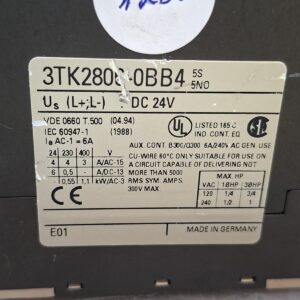 3TK2806-0BB4 5S
5NO
Us (L+;L-) DC 24V
VDE 0660 T.500 (04.94)
IEC 60947-1 (1988)
Ie AC-1 = 6A
24 230 400 V
4 4 3 A/AC-15
6 0,5 - A/DC-13
0,55 1,1 kW/AC-3
UL LISTED 165 C
IND. CONT. EQ.
AUX. CONT. B300/Q300 6A/240V AC GEN USE
CU-WIRE 60°C ONLY SUITABLE FOR USE ON
A CIRCUIT CAPABLE OF DELIVERING NOT
MORE THAN 5000
RMS SYM. AMPS.
300V MAX.
MAX. HP
VAC 1ØHP 3ØHP
120 1/4 3/4
240 1/2 1
CE
E01 MADE IN GERMANY